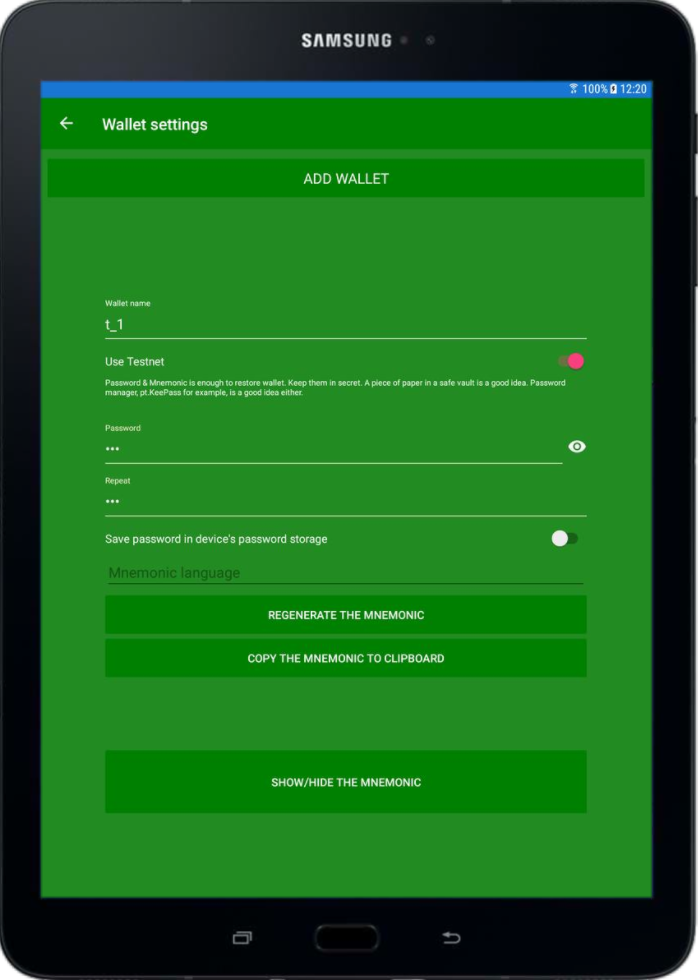 SAMSUNG
100% 12:20
Wallet settings
ADD WALLET
Wallet name
t_1
Use Testnet
Password & Mnemonic is enough to restore wallet. Keep them in secret. A piece of paper in a safe vault is a good idea. Password
manager, pt.KeePass for example, is a good idea either.
Password
•••
Repeat
•••
Save password in device's password storage
Mnemonic language
REGENERATE THE MNEMONIC
COPY THE MNEMONIC TO CLIPBOARD
SHOW/HIDE THE MNEMONIC